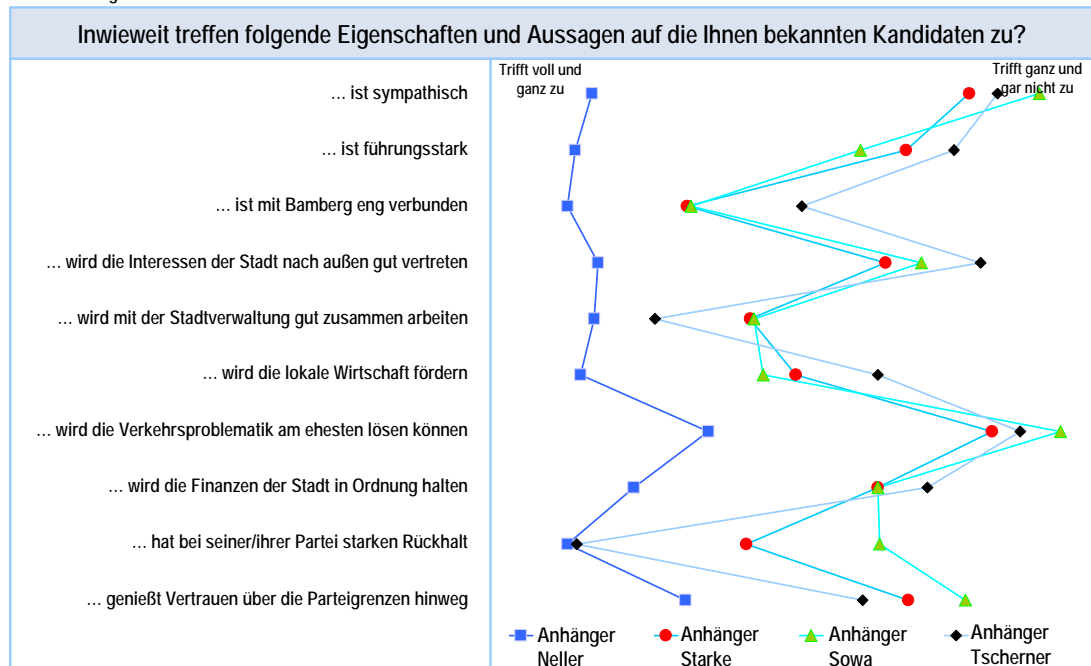 Inwieweit treffen folgende Eigenschaften und Aussagen auf die Ihnen bekannten Kandidaten zu?
Trifft voll und
ganz zu
Trifft ganz und
gar nicht zu
... ist sympathisch
... ist führungsstark
... ist mit Bamberg eng verbunden
... wird die Interessen der Stadt nach außen gut vertreten
... wird mit der Stadtverwaltung gut zusammen arbeiten
... wird die lokale Wirtschaft fördern
... wird die Verkehrsproblematik am ehesten lösen können
... wird die Finanzen der Stadt in Ordnung halten
... hat bei seiner/ihrer Partei starken Rückhalt
... genießt Vertrauen über die Parteigrenzen hinweg
Anhänger
Neller
Anhänger
Starke
Anhänger
Sowa
Anhänger
Tscherner